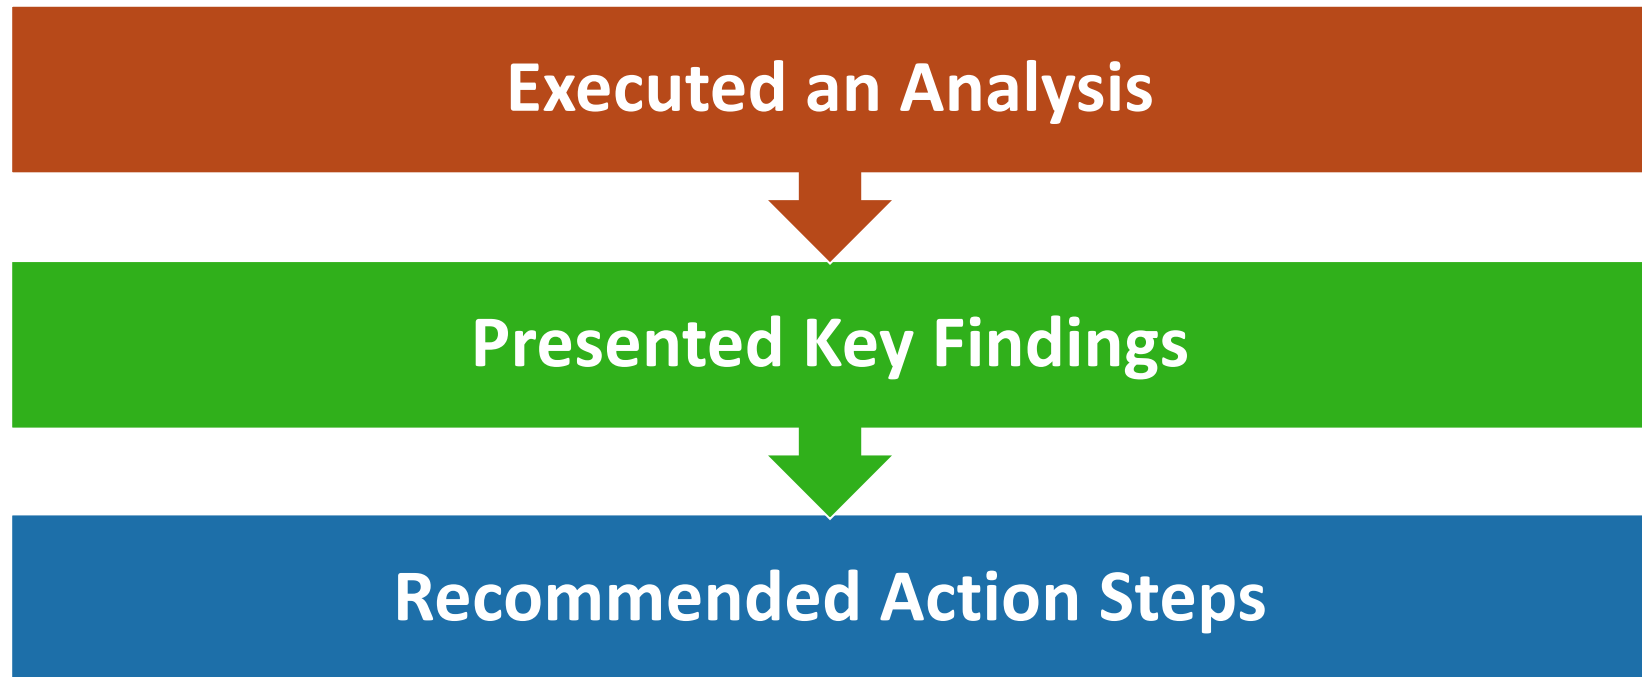 Executed an Analysis
Presented Key Findings
Recommended Action Steps